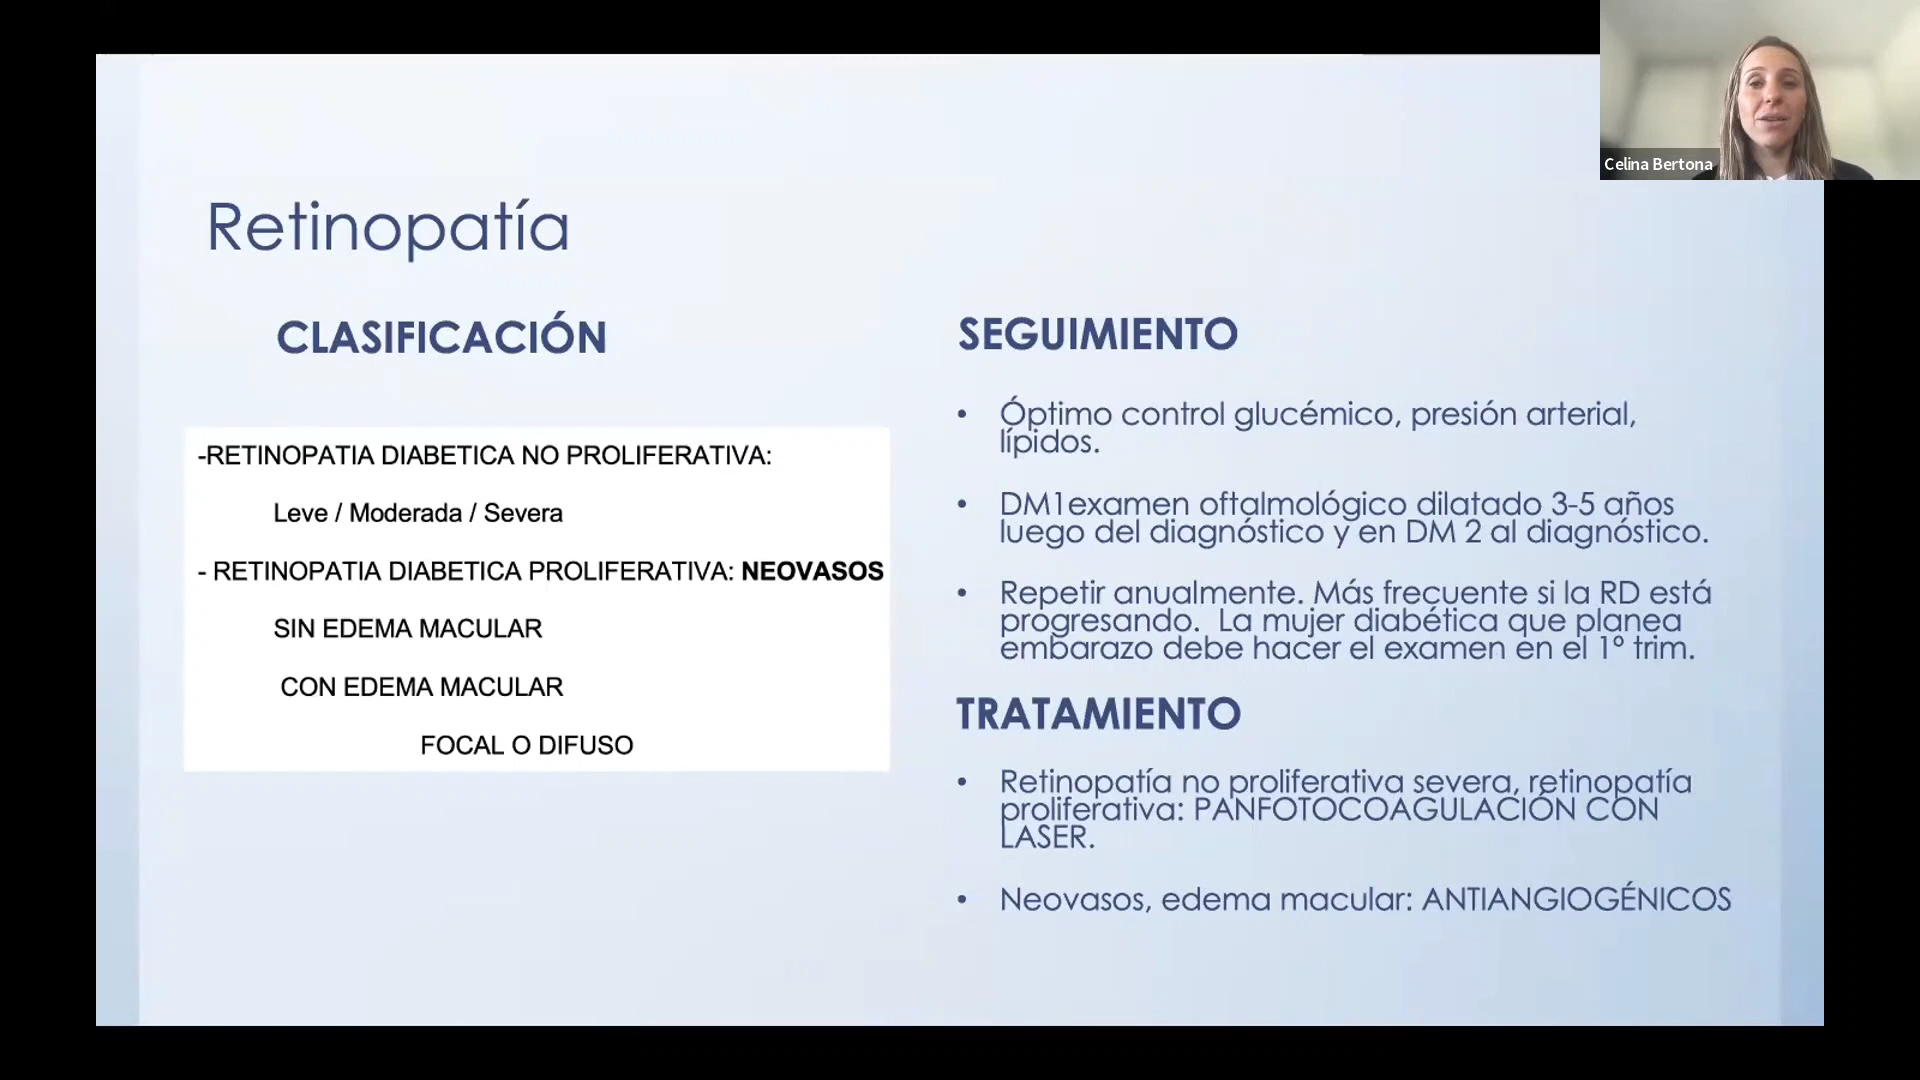 Celina Bertona
Retinopatía
CLASIFICACIÓN
-RETINOPATIA DIABETICA NO PROLIFERATIVA:
Leve / Moderada / Severa
- RETINOPATIA DIABETICA PROLIFERATIVA: NEOVASOS
SIN EDEMA MACULAR
CON EDEMA MACULAR
FOCAL O DIFUSO
SEGUIMIENTO
• Óptimo control glucémico, presión arterial,
lípidos.
• DM1examen oftalmológico dilatado 3-5 años
luego del diagnóstico y en DM 2 al diagnóstico.
• Repetir anualmente. Más frecuente si la RD está
progresando. La mujer diabética que planea
embarazo debe hacer el examen en el 1º trim.
TRATAMIENTO
• Retinopatía no proliferativa severa, retinopatía
proliferativa: PANFOTOCOAGULACIÓN CON
LASER.
• Neovasos, edema macular: ANTIANGIOGÉNICOS